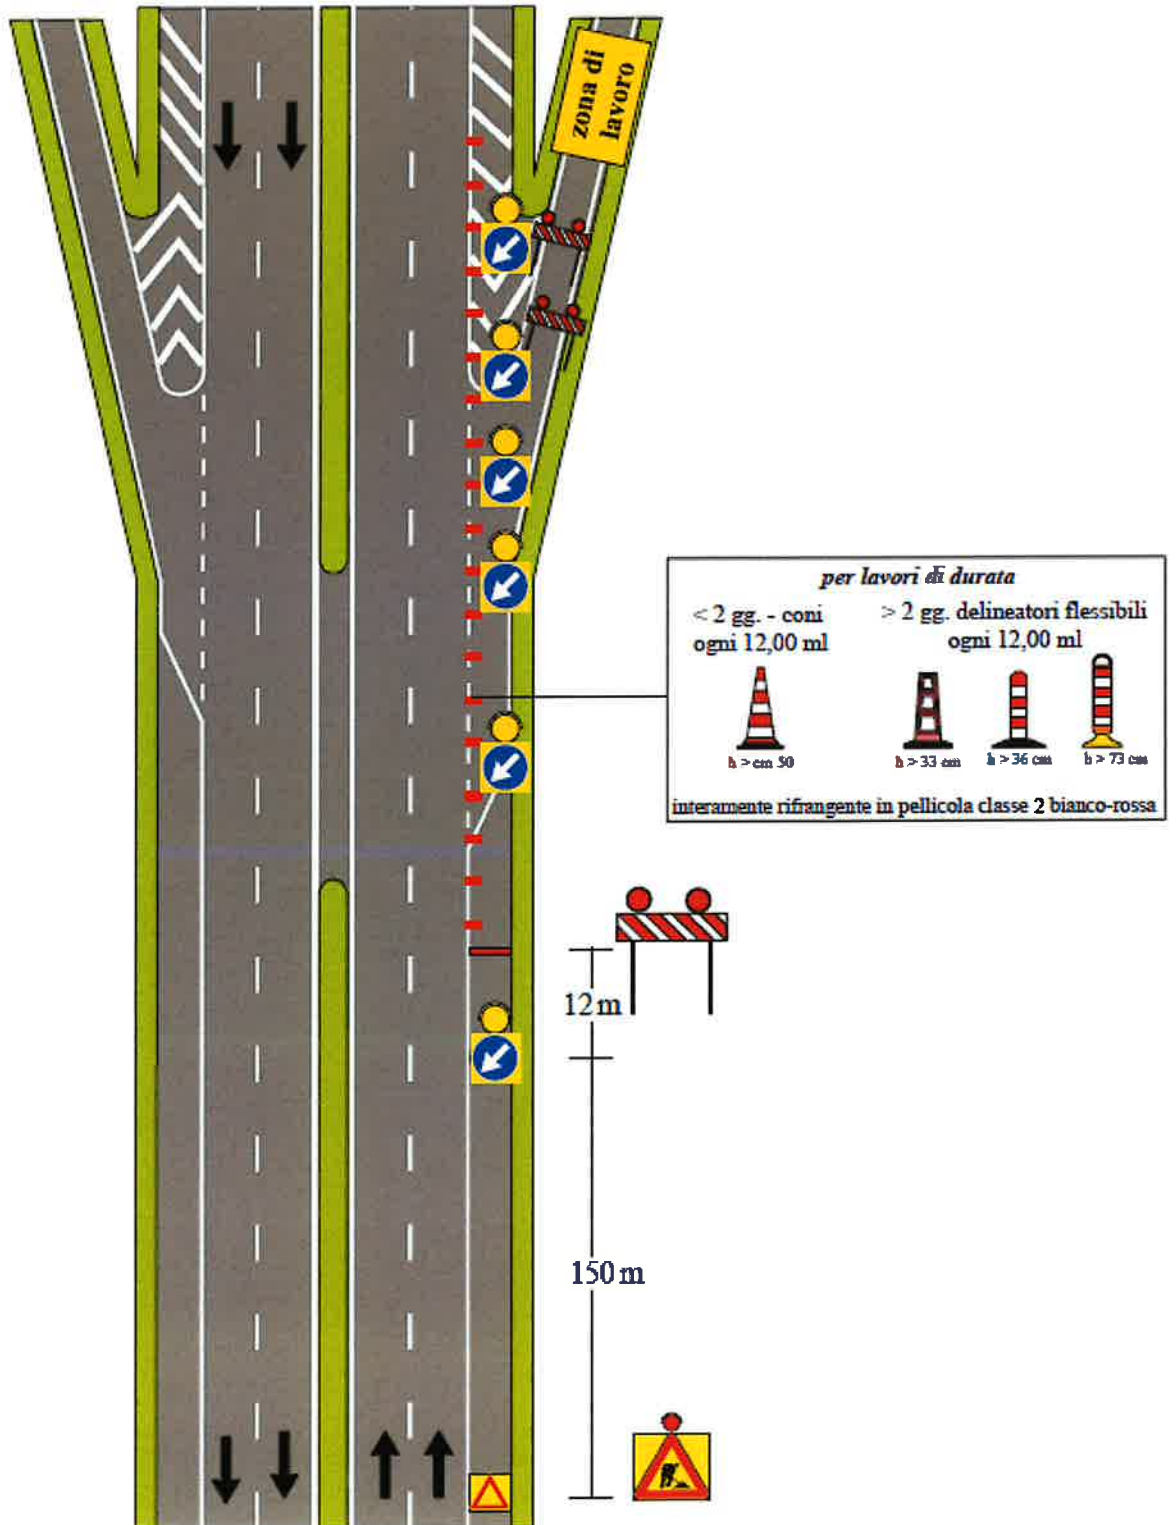 zona di
lavoro
per lavori di durata
< 2 gg. - coni
ogni 12,00 ml
> 2 gg. delineatori flessibili
ogni 12,00 ml
h > cm 50
h > 33 cm
h > 36 cm
h > 73 cm
interamente rifrangente in pellicola classe 2 bianco-rossa
12 m
150 m